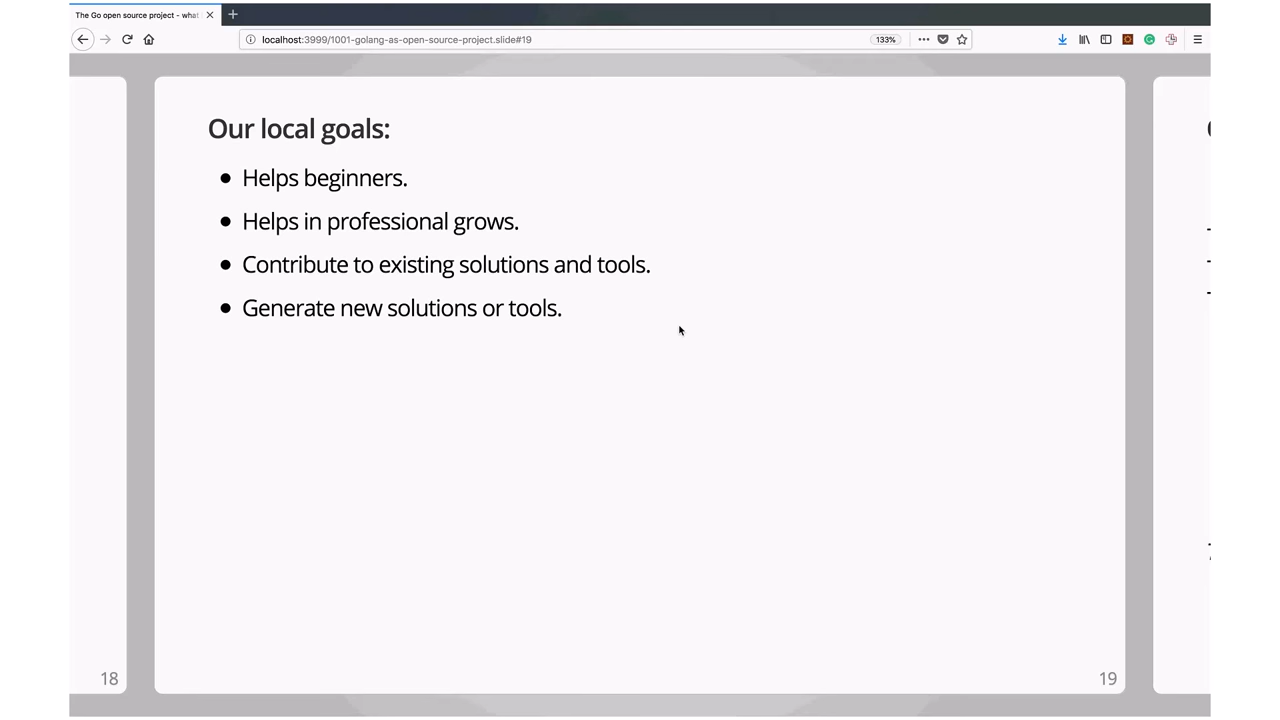 The Go open source project - what
localhost:3999/1001-golang-as-open-source-project.slide#19
133%
Our local goals:
● Helps beginners.
● Helps in professional grows.
● Contribute to existing solutions and tools.
● Generate new solutions or tools.
18
19